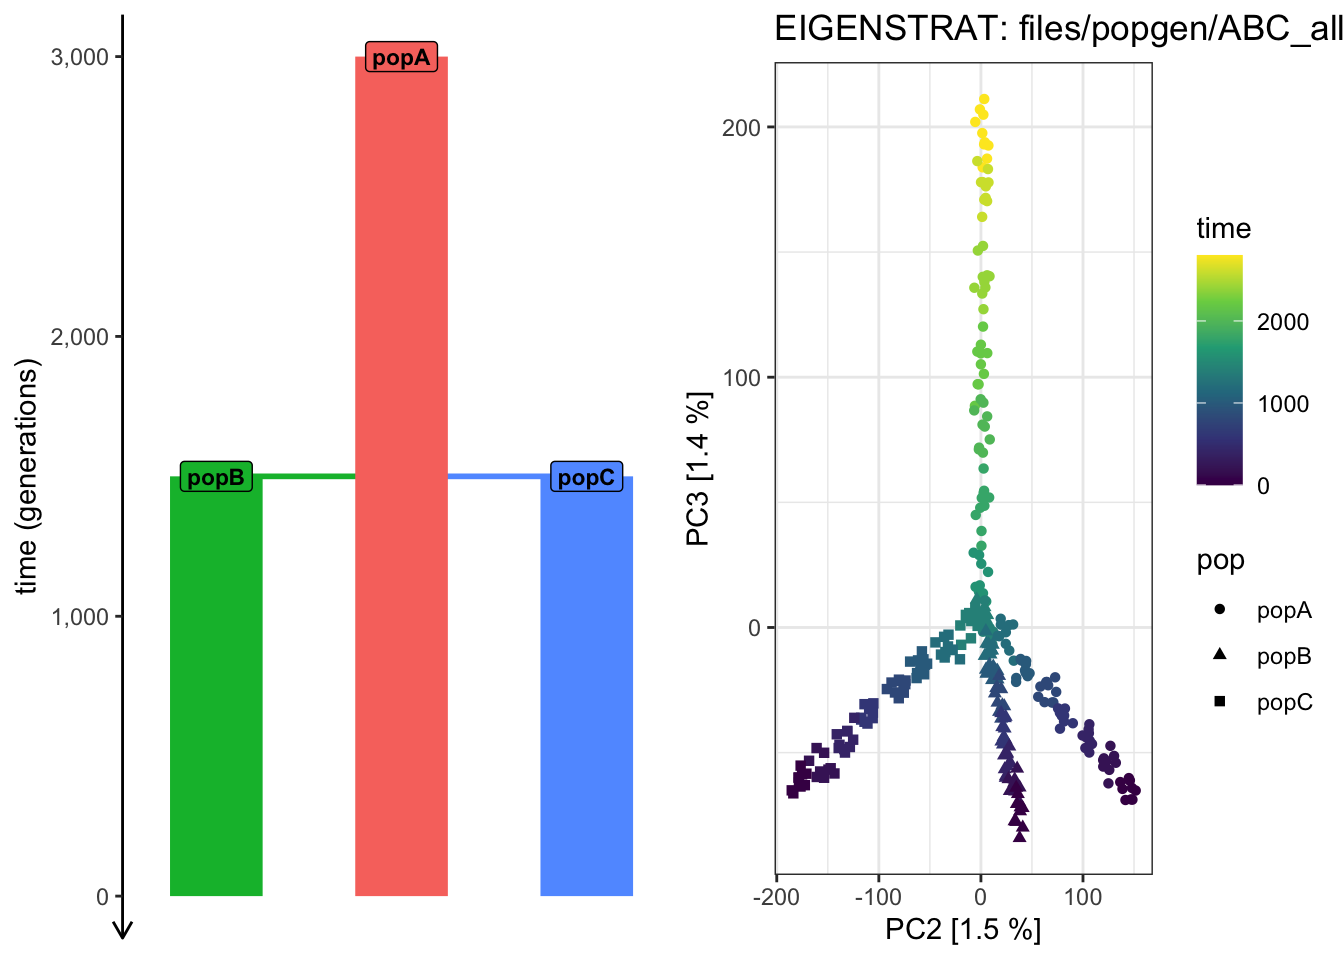 time (generations)
3,000
2,000
1,000
0
popA
popB
popC
EIGENSTRAT: files/popgen/ABC_all
PC3 [1.4 %]
200
100
0
-200
-100
0
100
PC2 [1.5 %]
time
2000
1000
0
pop
popA
popB
popC